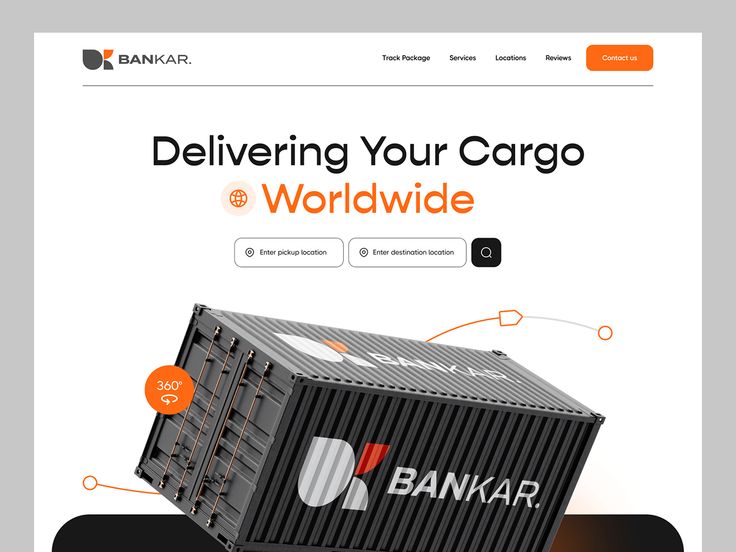 BANKAR.
Track Package
Services
Locations
Reviews
Contact us
Delivering Your Cargo
Worldwide
Enter pickup location
Enter destination location
BANKAR.
360°
BANKAR.